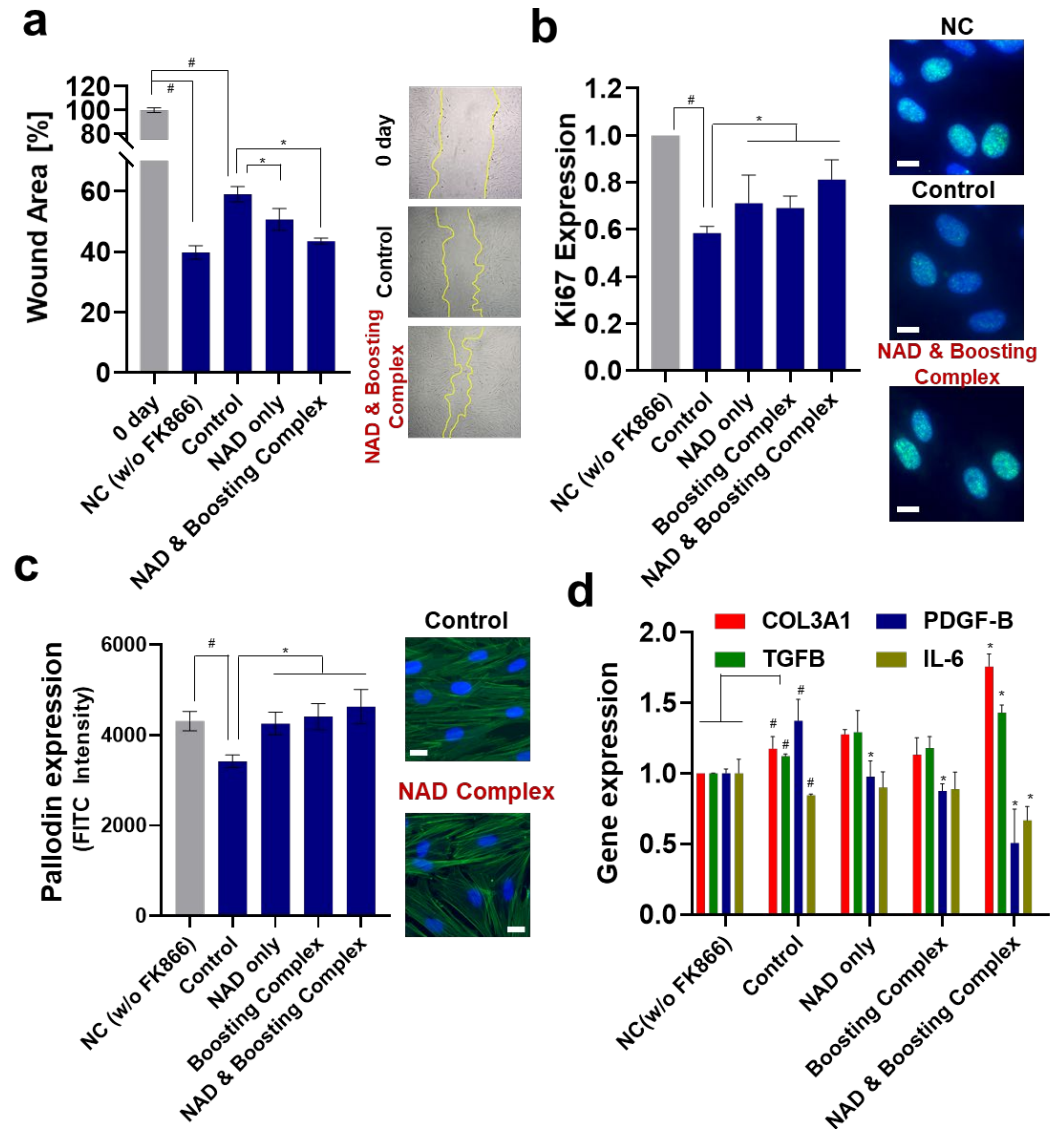 a
Wound Area [%]
120
100
80
60
40
20
0
#
#
*
*
0 day
NC (w/o FK866)
Control
NAD only
NAD & Boosting Complex
0 day
Control
NAD & Boosting
Complex
b
Ki67 Expression
1.2
1.0
0.8
0.6
0.4
0.2
0.0
#
*
NC (w/o FK866)
Control
NAD only
Boosting Complex
NAD & Boosting Complex
NC
Control
NAD & Boosting
Complex
c
Pallodin expression
(FITC Intensity)
6000
4000
2000
0
#
*
NC (w/o FK866)
Control
NAD only
Boosting Complex
NAD & Boosting Complex
Control
NAD Complex
d
COL3A1
PDGF-B
TGFB
IL-6
Gene expression
2.0
1.5
1.0
0.5
0.0
#
#
#
#
*
*
*
*
*
*
NC(w/o FK866)
Control
NAD only
Boosting Complex
NAD & Boosting Complex